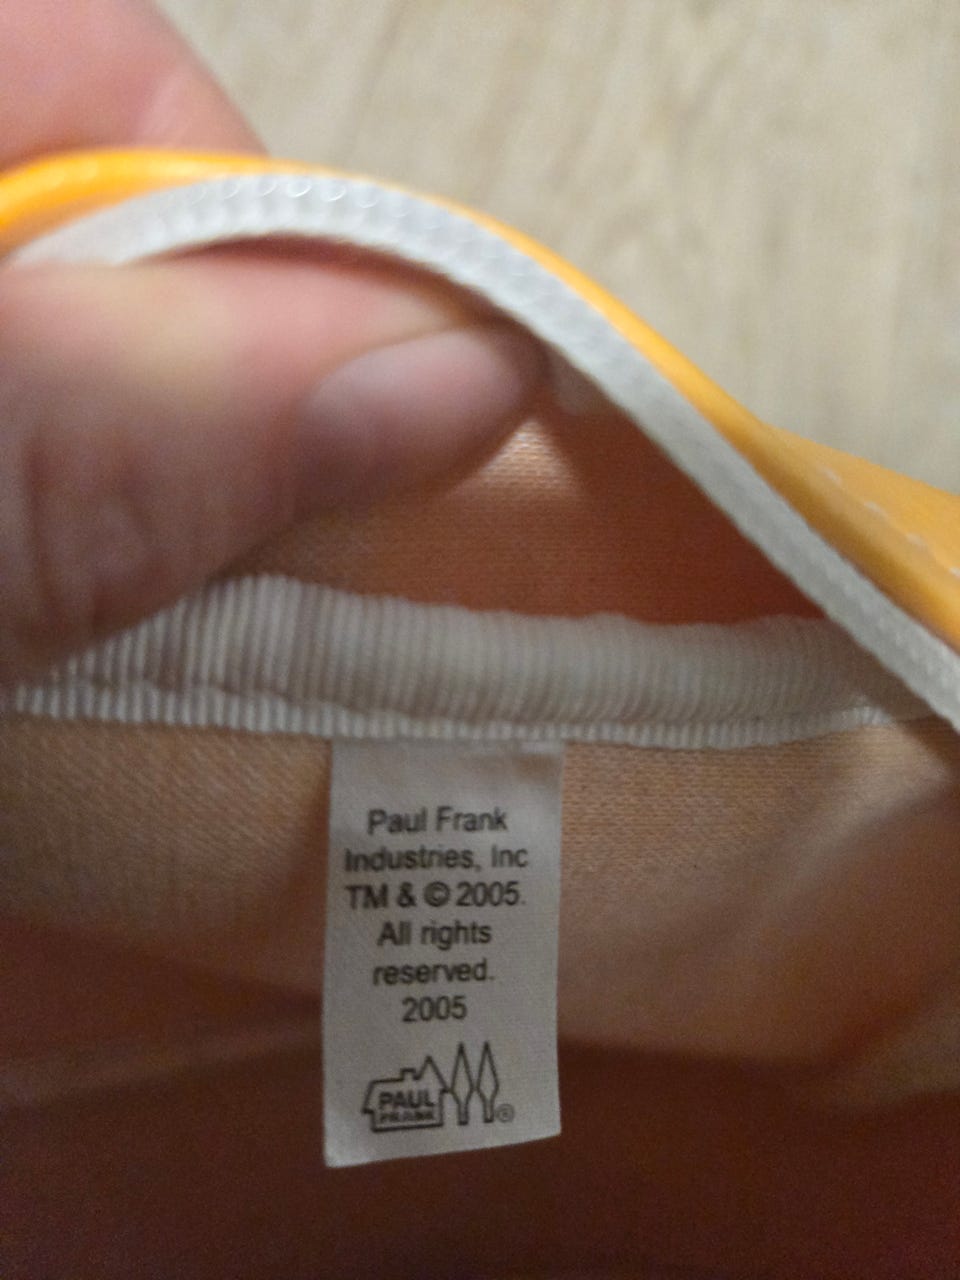 Paul Frank
Industries, Inc
TM & © 2005.
All rights
reserved.
2005
PAUL
FRANK ®